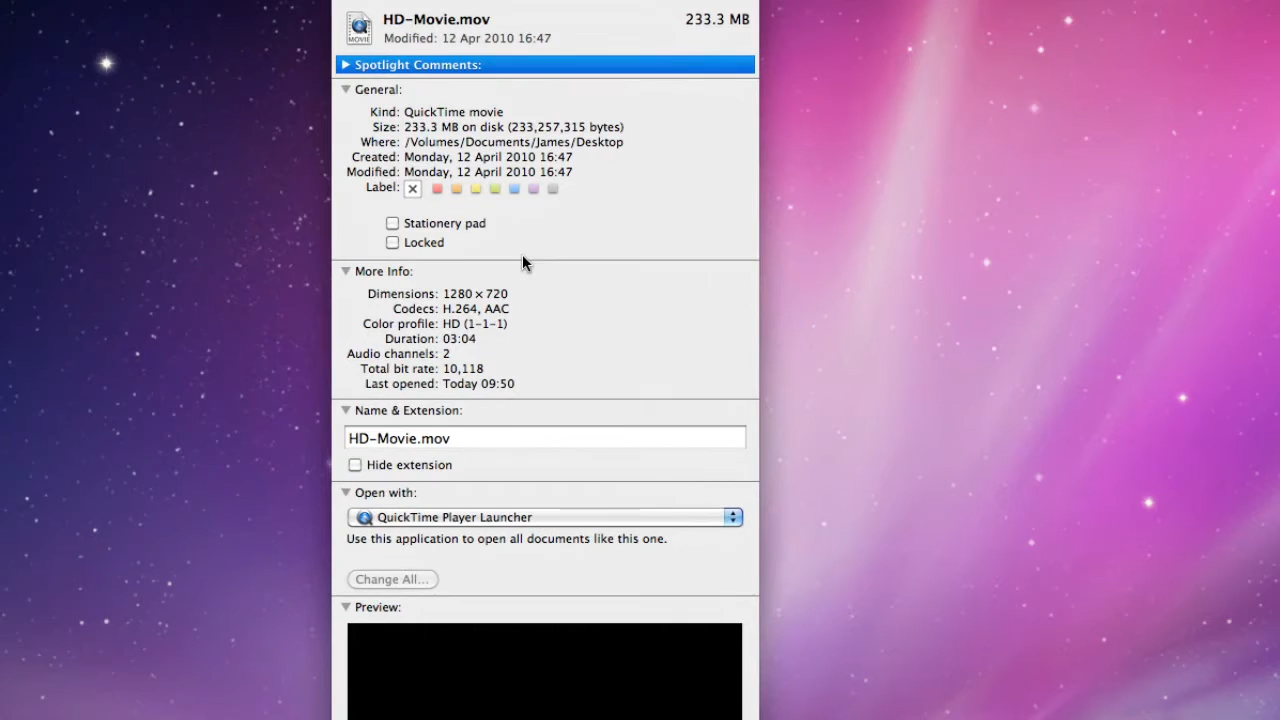 HD-Movie.mov 233.3 MB
MOVIE
Modified: 12 Apr 2010 16:47
Spotlight Comments:
General:
Kind: QuickTime movie
Size: 233.3 MB on disk (233,257,315 bytes)
Where: /Volumes/Documents/James/Desktop
Created: Monday, 12 April 2010 16:47
Modified: Monday, 12 April 2010 16:47
Label:
Stationery pad
Locked
More Info:
Dimensions: 1280 × 720
Codecs: H.264, AAC
Color profile: HD (1-1-1)
Duration: 03:04
Audio channels: 2
Total bit rate: 10,118
Last opened: Today 09:50
Name & Extension:
HD-Movie.mov
Hide extension
Open with:
QuickTime Player Launcher
Use this application to open all documents like this one.
Change All...
Preview: